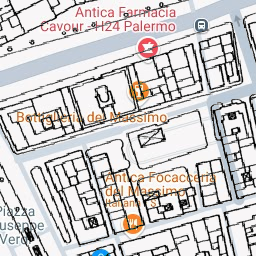 Antica Farmacia
Cavour - H24 Palermo
Bottiglieria del Massimo
Antica Focacceria
del Massimo
Italiana • $
Piazza
Giuseppe
Verdi